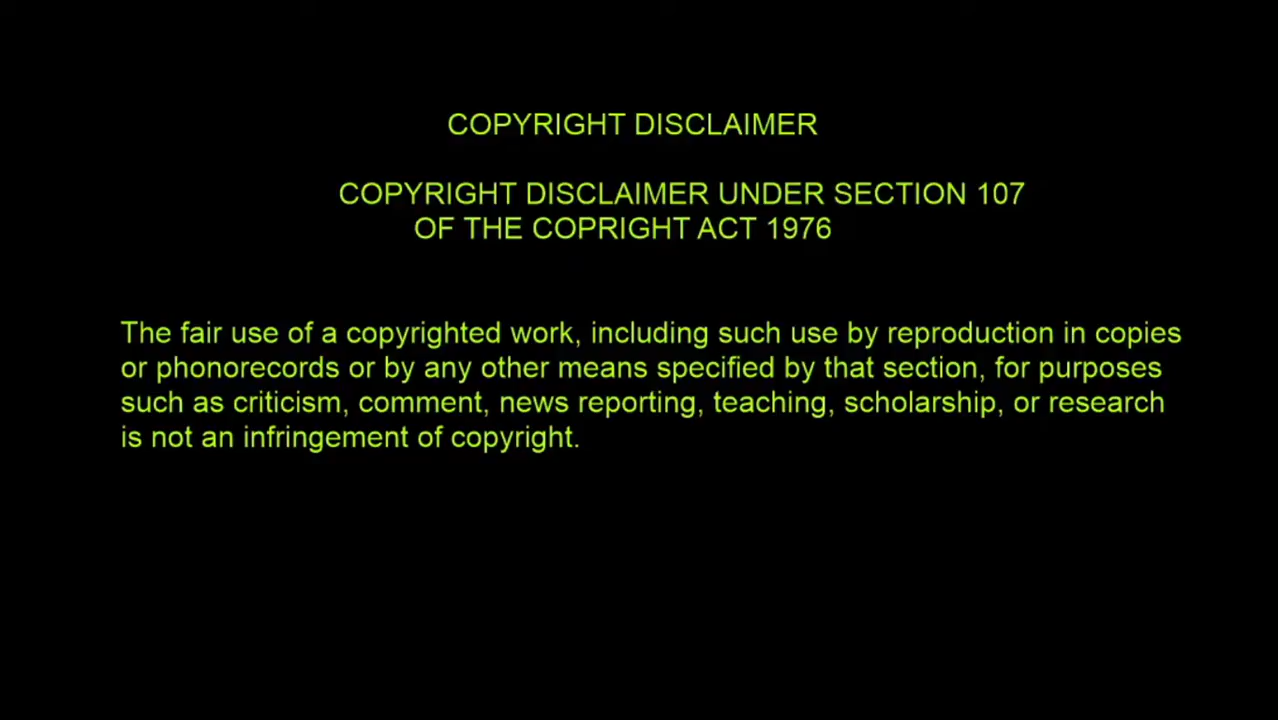 COPYRIGHT DISCLAIMER
COPYRIGHT DISCLAIMER UNDER SECTION 107
OF THE COPRIGHT ACT 1976
The fair use of a copyrighted work, including such use by reproduction in copies
or phonorecords or by any other means specified by that section, for purposes
such as criticism, comment, news reporting, teaching, scholarship, or research
is not an infringement of copyright.